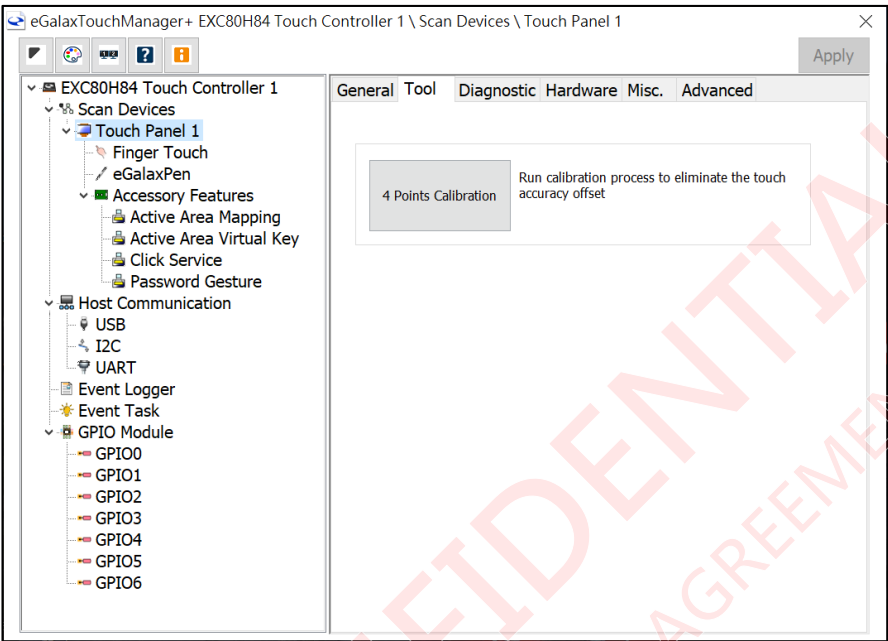 eGalaxTouchManager+ EXC80H84 Touch Controller 1 \ Scan Devices \ Touch Panel 1
Apply
EXC80H84 Touch Controller 1
Scan Devices
Touch Panel 1
Finger Touch
eGalaxPen
Accessory Features
Active Area Mapping
Active Area Virtual Key
Click Service
Password Gesture
Host Communication
USB
I2C
UART
Event Logger
Event Task
GPIO Module
GPIO0
GPIO1
GPIO2
GPIO3
GPIO4
GPIO5
GPIO6
General Tool Diagnostic Hardware Misc. Advanced
4 Points Calibration
Run calibration process to eliminate the touch
accuracy offset